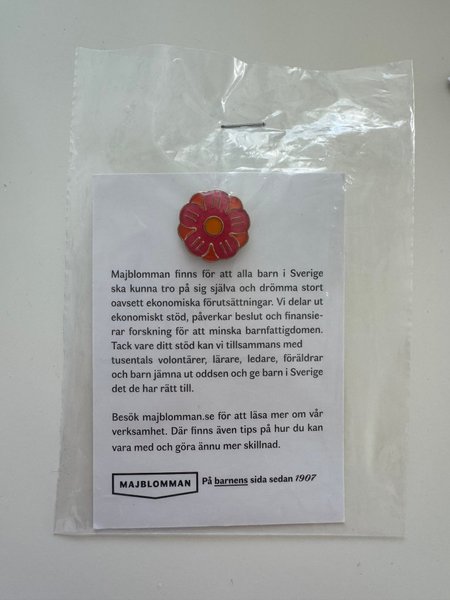 Majblomman finns för att alla barn i Sverige
ska kunna tro på sig själva och drömma stort
oavsett ekonomiska förutsättningar. Vi delar ut
ekonomiskt stöd, påverkar beslut och finansie-
rar forskning för att minska barnfattigdomen.
Tack vare ditt stöd kan vi tillsammans med
tusentals volontärer, lärare, ledare, föräldrar
och barn jämna ut oddsen och ge barn i Sverige
det de har rätt till.
Besök majblomman.se för att läsa mer om vår
verksamhet. Där finns även tips på hur du kan
vara med och göra ännu mer skillnad.
MAJBLOMMAN På barnens sida sedan 1907